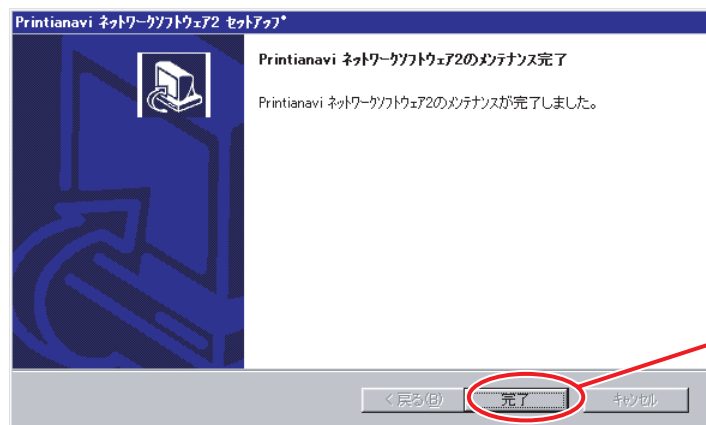 Printianavi ネットワークソフトウェア2 セットアップ
Printianavi ネットワークソフトウェア2のメンテナンス完了
Printianavi ネットワークソフトウェア2のメンテナンスが完了しました。
< 戻る(B)
完了
キャンセル